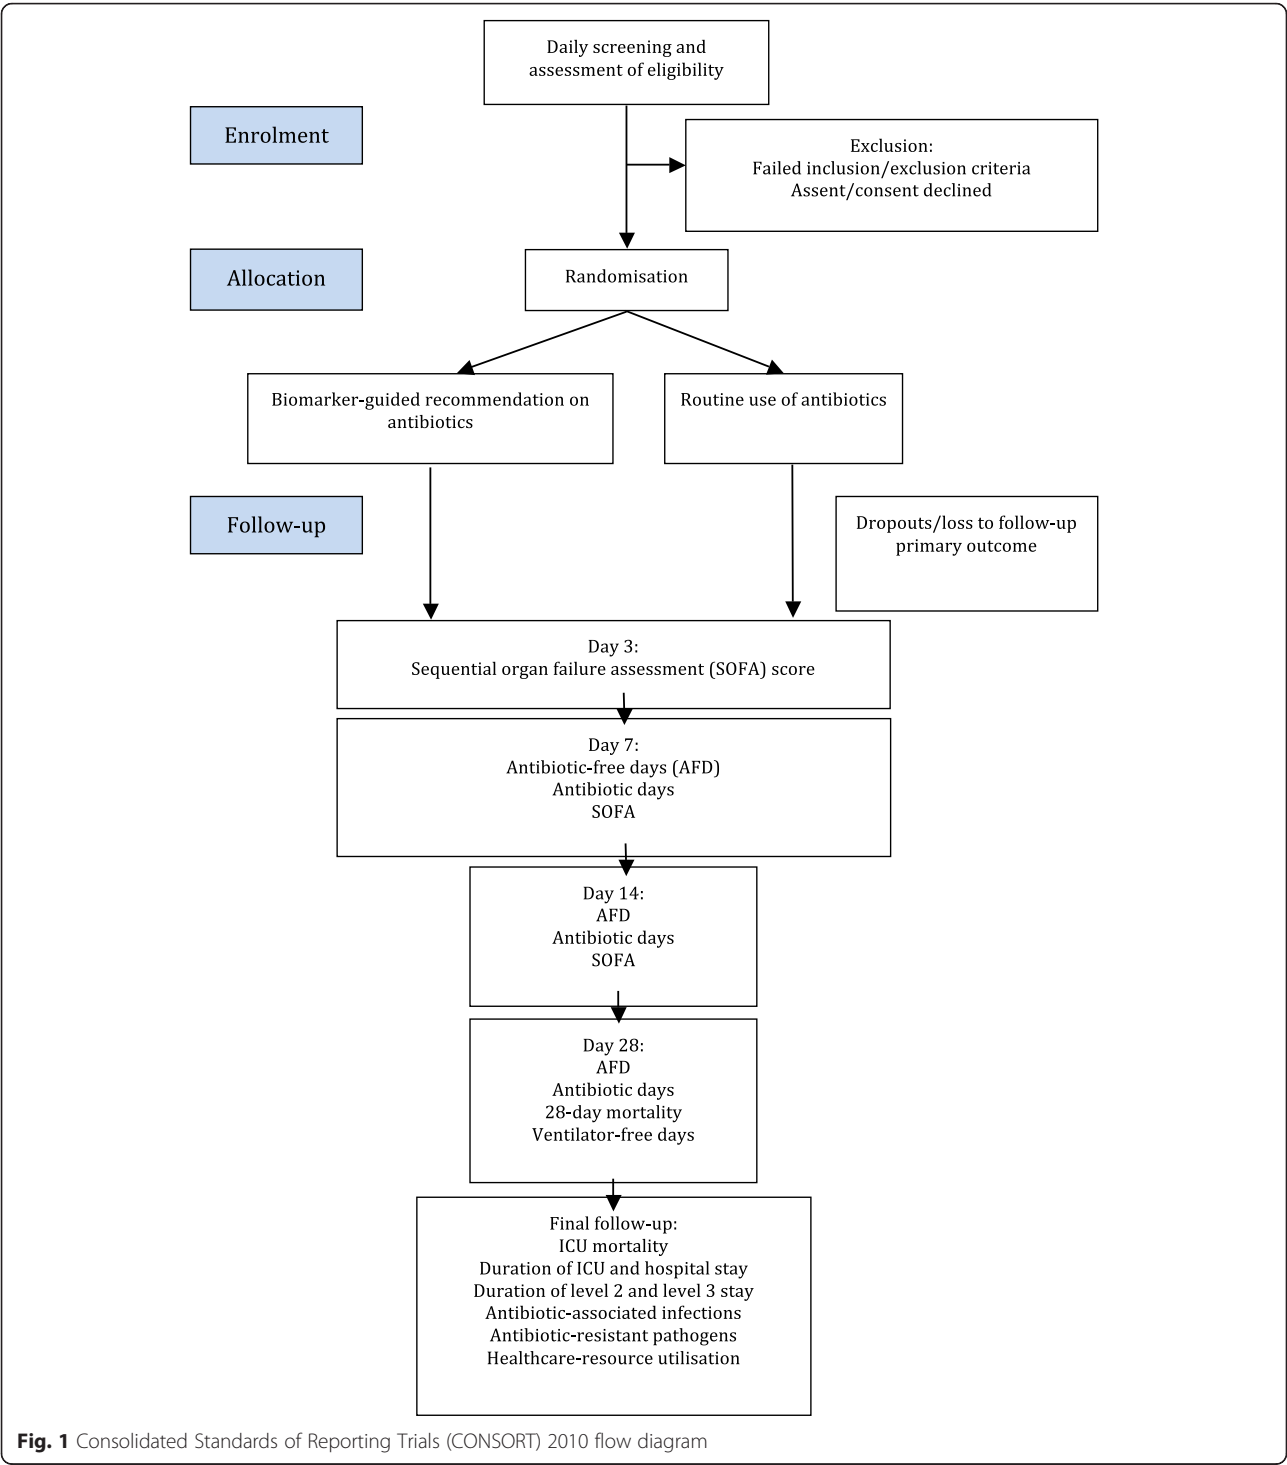 Daily screening and
assessment of eligibility
Enrolment
Exclusion:
Failed inclusion/exclusion criteria
Assent/consent declined
Allocation
Randomisation
Biomarker-guided recommendation on
antibiotics
Routine use of antibiotics
Follow-up
Dropouts/loss to follow-up
primary outcome
Day 3:
Sequential organ failure assessment (SOFA) score
Day 7:
Antibiotic-free days (AFD)
Antibiotic days
SOFA
Day 14:
AFD
Antibiotic days
SOFA
Day 28:
AFD
Antibiotic days
28-day mortality
Ventilator-free days
Final follow-up:
ICU mortality
Duration of ICU and hospital stay
Duration of level 2 and level 3 stay
Antibiotic-associated infections
Antibiotic-resistant pathogens
Healthcare-resource utilisation
Fig. 1 Consolidated Standards of Reporting Trials (CONSORT) 2010 flow diagram